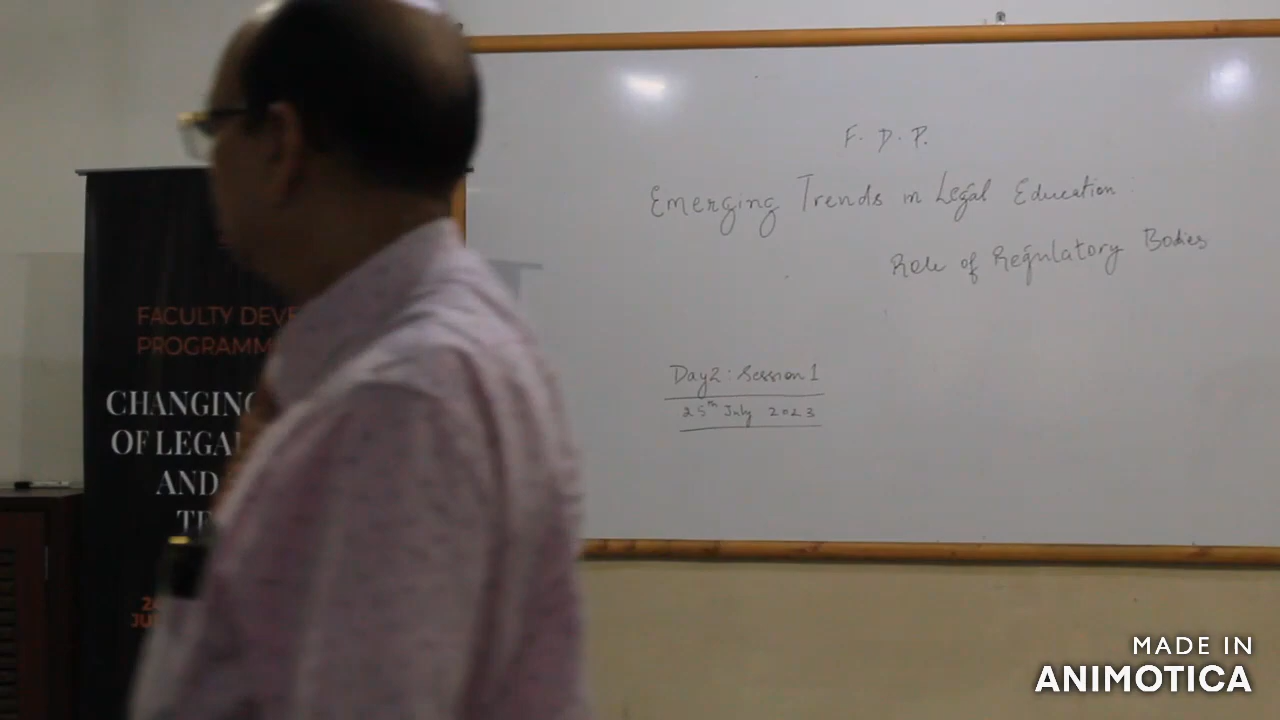 F. D. P.
Emerging Trends in Legal Education:
Role of Regulatory Bodies
Day 2: Session 1
25th July 2023
FACULTY DEVE
PROGRAMM
CHANGING
OF LEGA
AND
MADE IN
ANIMOTICA